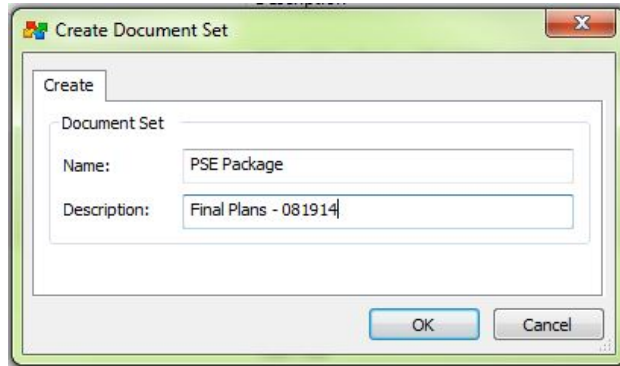 Create Document Set
Create
Document Set
Name: PSE Package
Description: Final Plans - 081914
OK Cancel